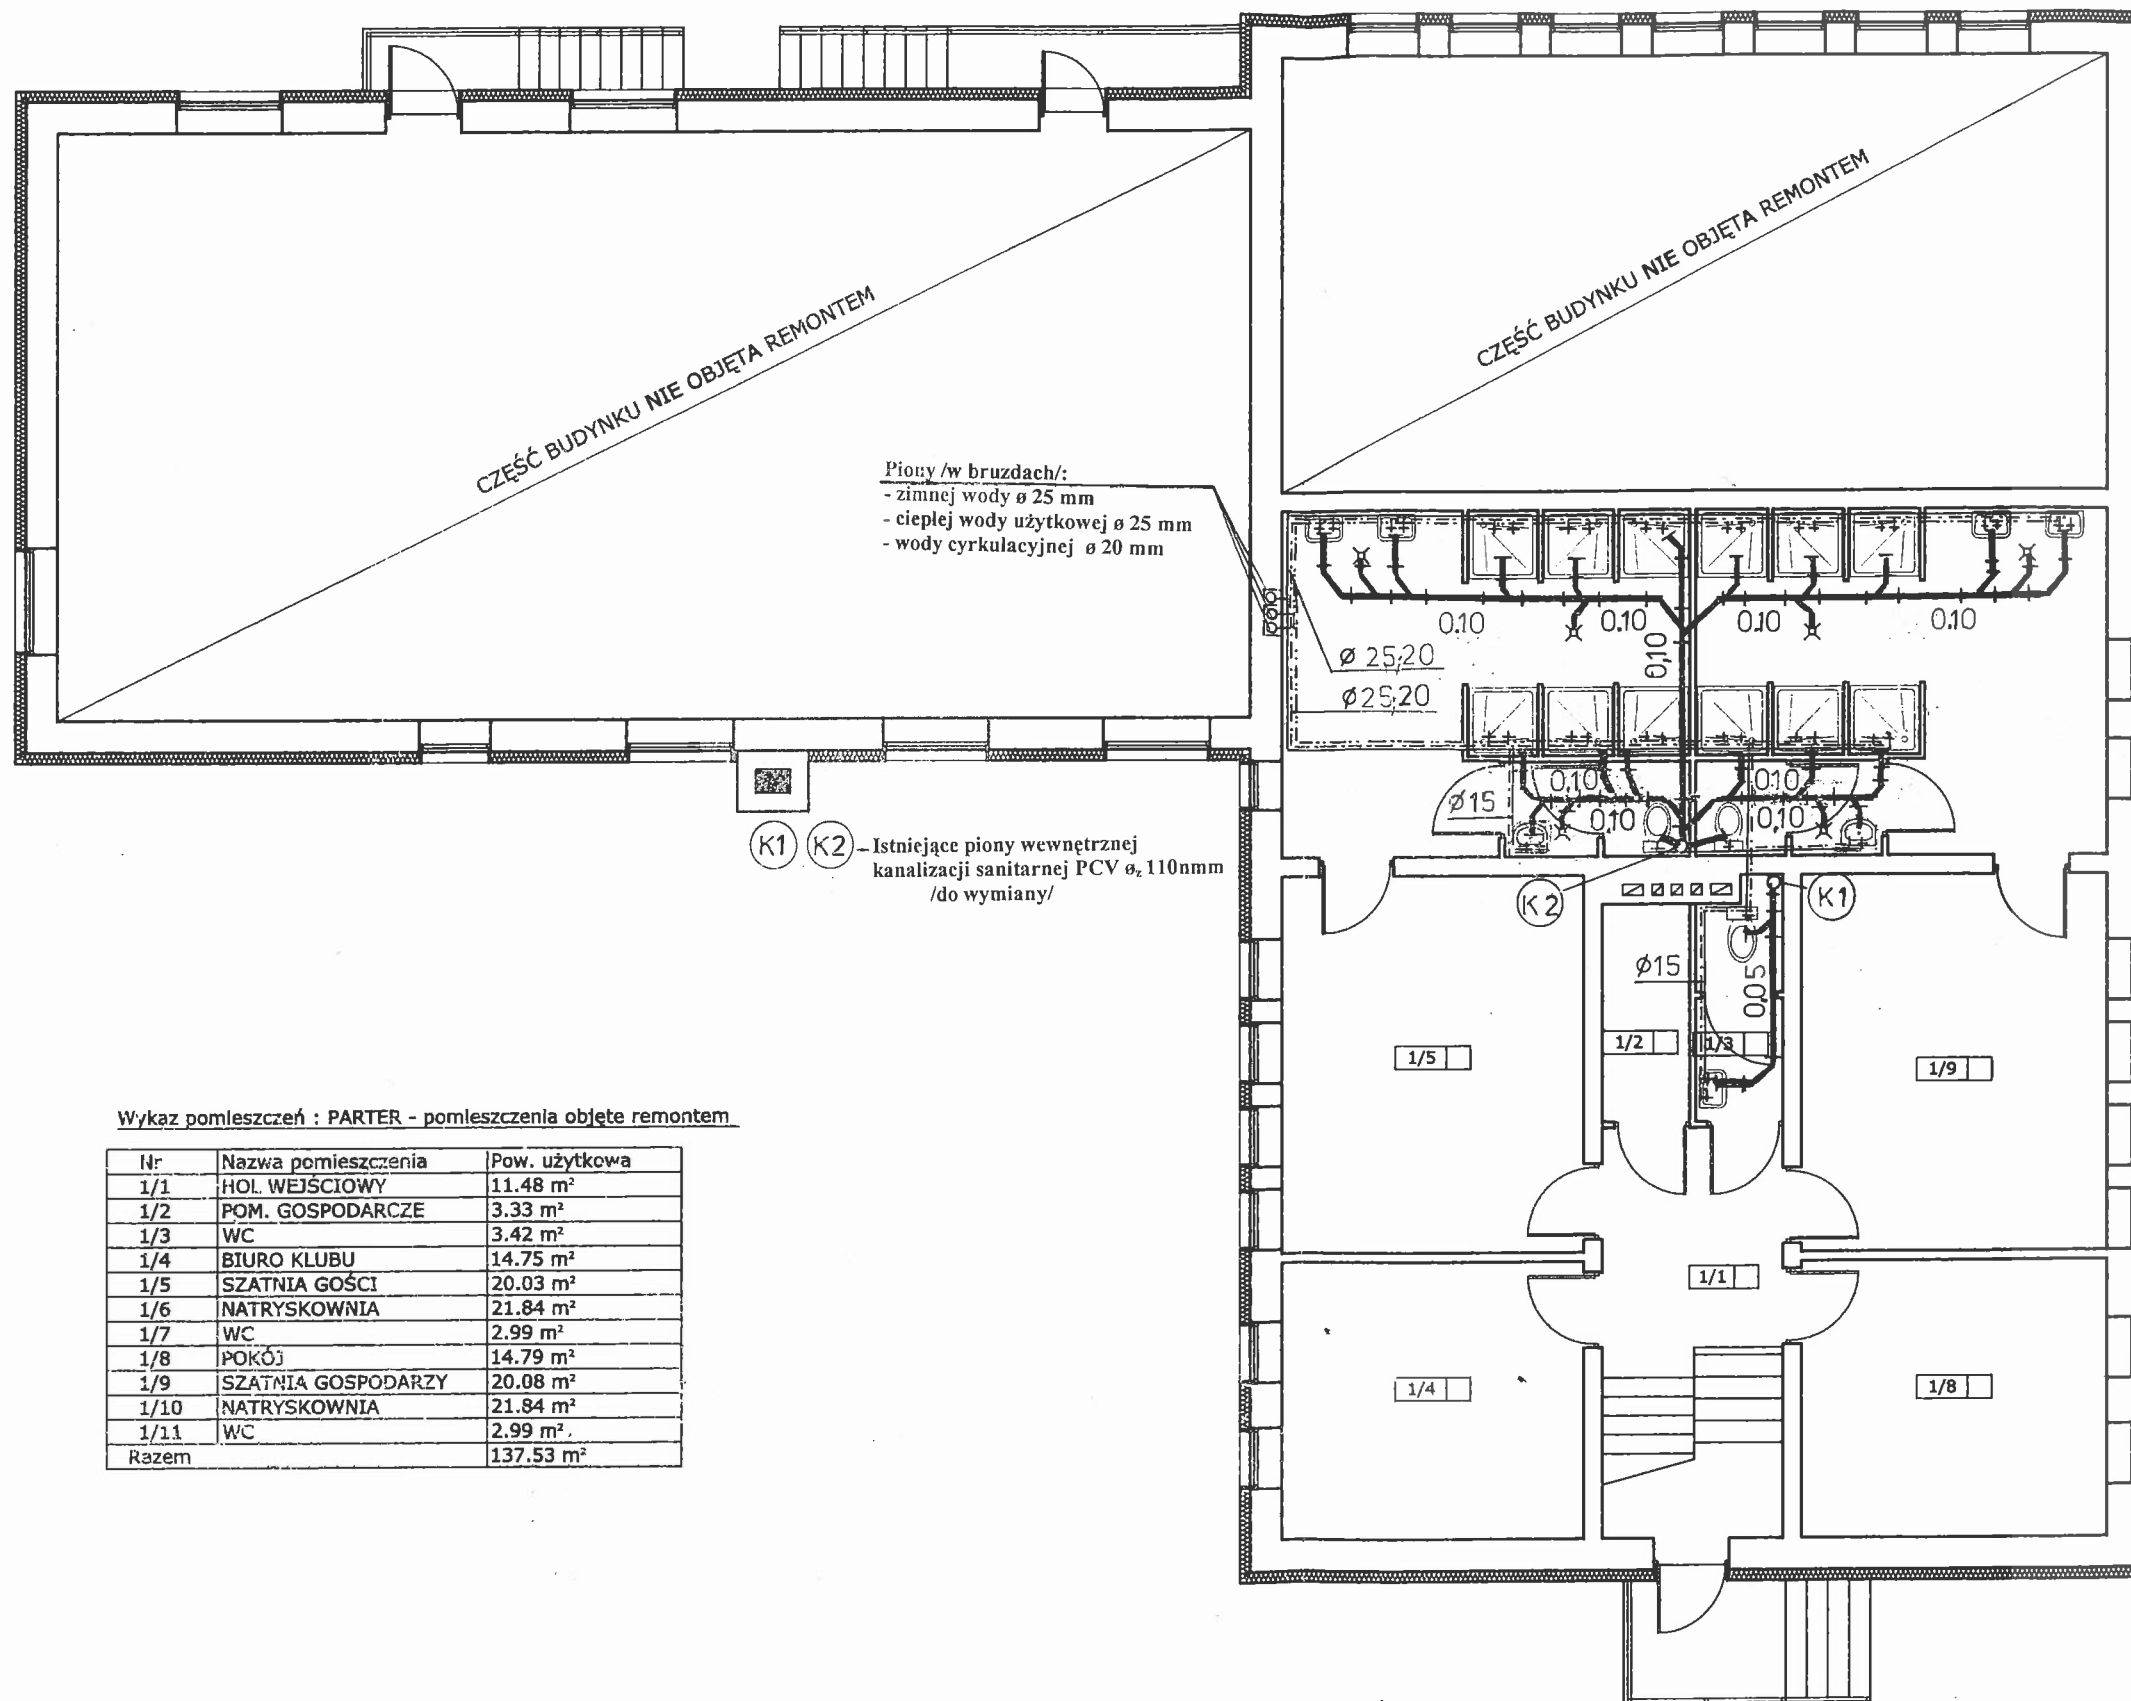 CZĘŚĆ BUDYNKU NIE OBJĘTA REMONTEM
CZĘŚĆ BUDYNKU NIE OBJĘTA REMONTEM
Piony /w bruzdach/:
- zimnej wody ø 25 mm
- ciepłej wody użytkowej ø 25 mm
- wody cyrkulacyjnej ø 20 mm
0.10
0.10
0.10
0.10
0,10
ø 25;20
ø25;20
ø15
0,10
0,10
0,10
0,10
K1 K2 – Istniejące piony wewnętrznej
kanalizacji sanitarnej PCV øz 110nmm
/do wymiany/
K2
K1
ø15
0,05
1/5
1/2
1/3
1/9
1/1
1/4
1/8
Wykaz pomieszczeń : PARTER - pomieszczenia objęte remontem
Nr Nazwa pomieszczenia Pow. użytkowa
1/1 HOL WEJŚCIOWY 11.48 m²
1/2 POM. GOSPODARCZE 3.33 m²
1/3 WC 3.42 m²
1/4 BIURO KLUBU 14.75 m²
1/5 SZATNIA GOŚCI 20.03 m²
1/6 NATRYSKOWNIA 21.84 m²
1/7 WC 2.99 m²
1/8 POKÓJ 14.79 m²
1/9 SZATNIA GOSPODARZY 20.08 m²
1/10 NATRYSKOWNIA 21.84 m²
1/11 WC 2.99 m²
Razem 137.53 m²